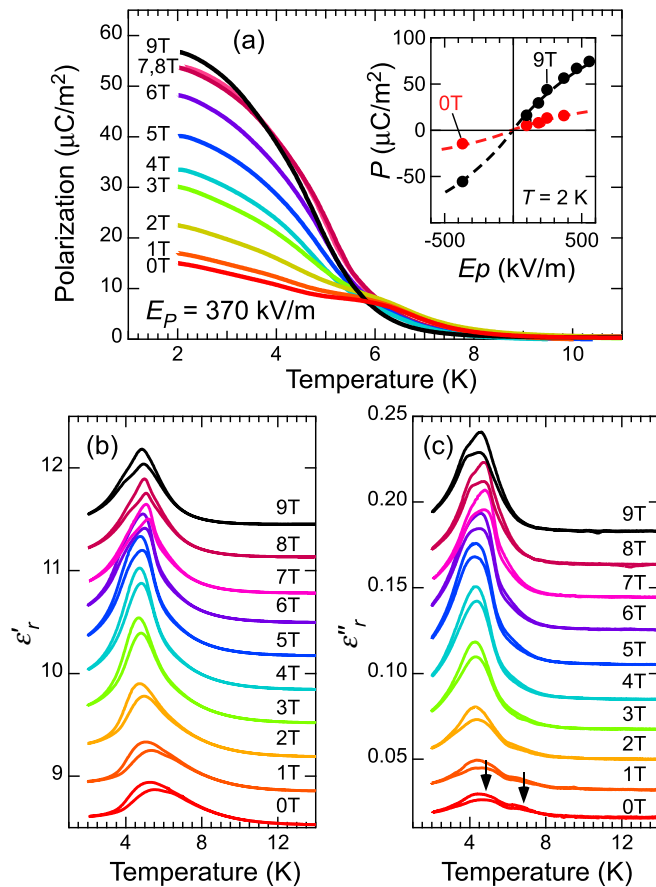 (a)
Polarization (μC/m²)
60
50
40
30
20
10
0
9T
7,8T
6T
5T
4T
3T
2T
1T
0T
E_P = 370 kV/m
2 4 6 8 10
Temperature (K)
P (μC/m²)
100
50
0
-50
9T
0T
T = 2 K
-500 0 500
Ep (kV/m)
(b)
ε′r
12
11
10
9
9T
8T
7T
6T
5T
4T
3T
2T
1T
0T
4 8 12
Temperature (K)
(c)
ε″r
0.25
0.20
0.15
0.10
0.05
9T
8T
7T
6T
5T
4T
3T
2T
1T
0T
4 8 12
Temperature (K)